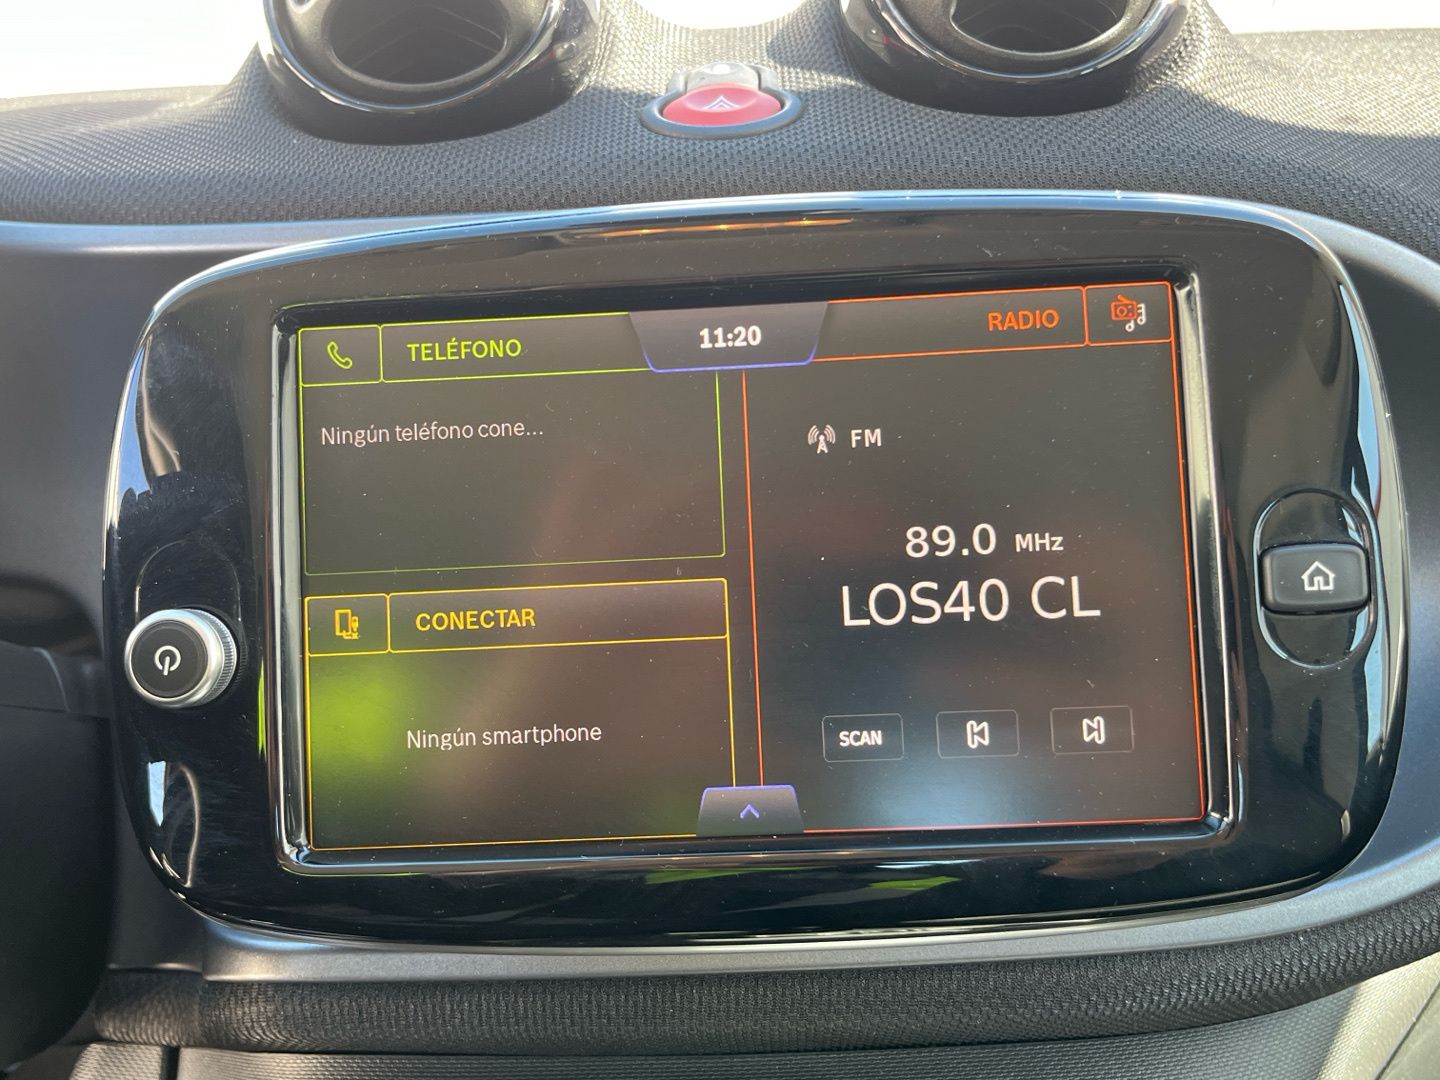 TELÉFONO
11:20
RADIO
Ningún teléfono cone...
FM
89.0 MHz
LOS40 CL
CONECTAR
Ningún smartphone
SCAN